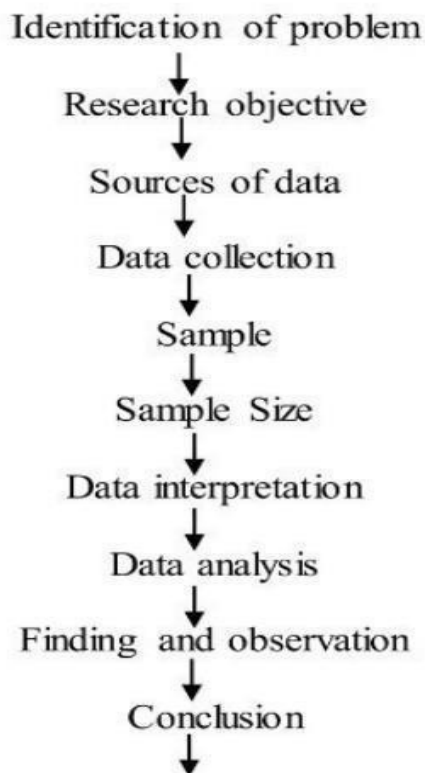 Identification of problem
Research objective
Sources of data
Data collection
Sample
Sample Size
Data interpretation
Data analysis
Finding and observation
Conclusion